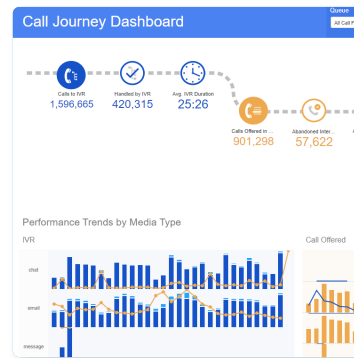 Call Journey Dashboard
Queue
All Call
Calls to IVR
Handled by IVR
Avg. IVR Duration
1,596,665
420,315
25:26
Calls Offered in ...
Abandoned Inter...
901,298
57,622
Performance Trends by Media Type
IVR
Call Offered
chat
email
message